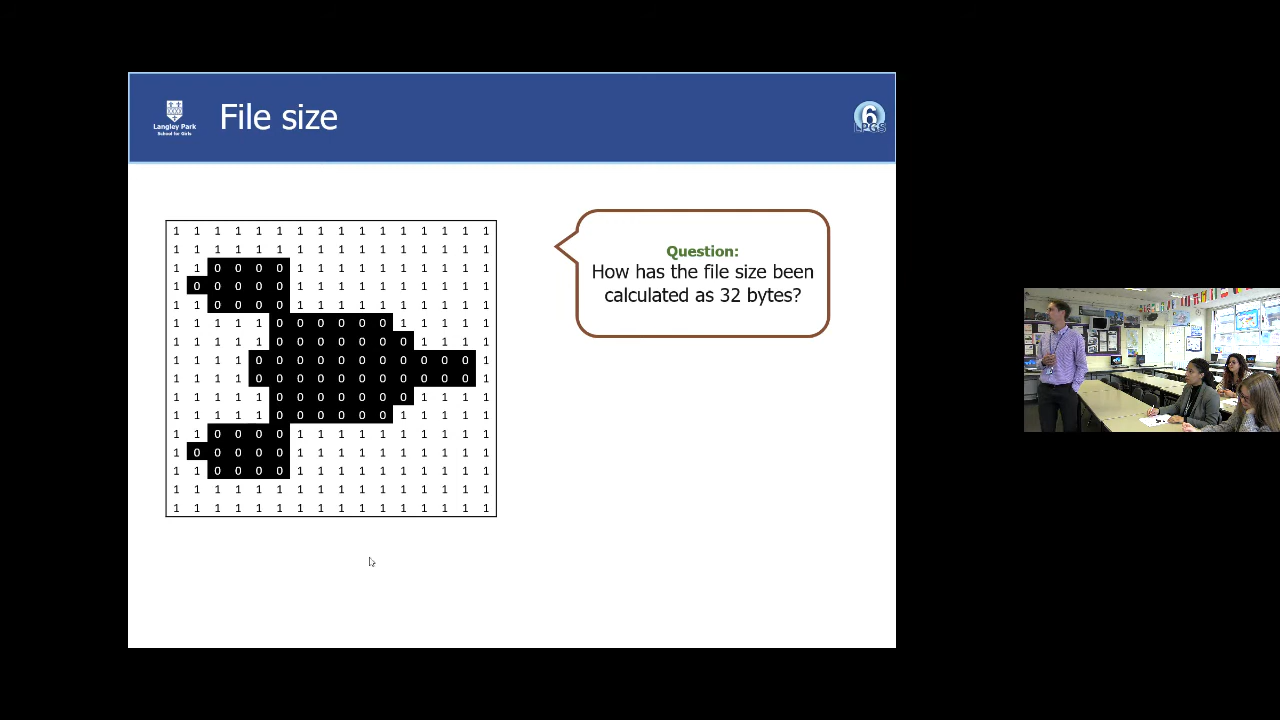 Langley Park
School for Girls
File size
6
LPGS
1 1 1 1 1 1 1 1 1 1 1 1 1 1 1 1
1 1 1 1 1 1 1 1 1 1 1 1 1 1 1 1
1 1 0 0 0 0 1 1 1 1 1 1 1 1 1 1
1 0 0 0 0 0 1 1 1 1 1 1 1 1 1 1
1 1 0 0 0 0 1 1 1 1 1 1 1 1 1 1
1 1 1 1 1 0 0 0 0 0 0 1 1 1 1 1
1 1 1 1 1 0 0 0 0 0 0 0 1 1 1 1
1 1 1 1 0 0 0 0 0 0 0 0 0 0 0 1
1 1 1 1 0 0 0 0 0 0 0 0 0 0 0 1
1 1 1 1 1 0 0 0 0 0 0 0 1 1 1 1
1 1 1 1 1 0 0 0 0 0 0 1 1 1 1 1
1 1 0 0 0 0 1 1 1 1 1 1 1 1 1 1
1 0 0 0 0 0 1 1 1 1 1 1 1 1 1 1
1 1 0 0 0 0 1 1 1 1 1 1 1 1 1 1
1 1 1 1 1 1 1 1 1 1 1 1 1 1 1 1
1 1 1 1 1 1 1 1 1 1 1 1 1 1 1 1
Question:
How has the file size been
calculated as 32 bytes?